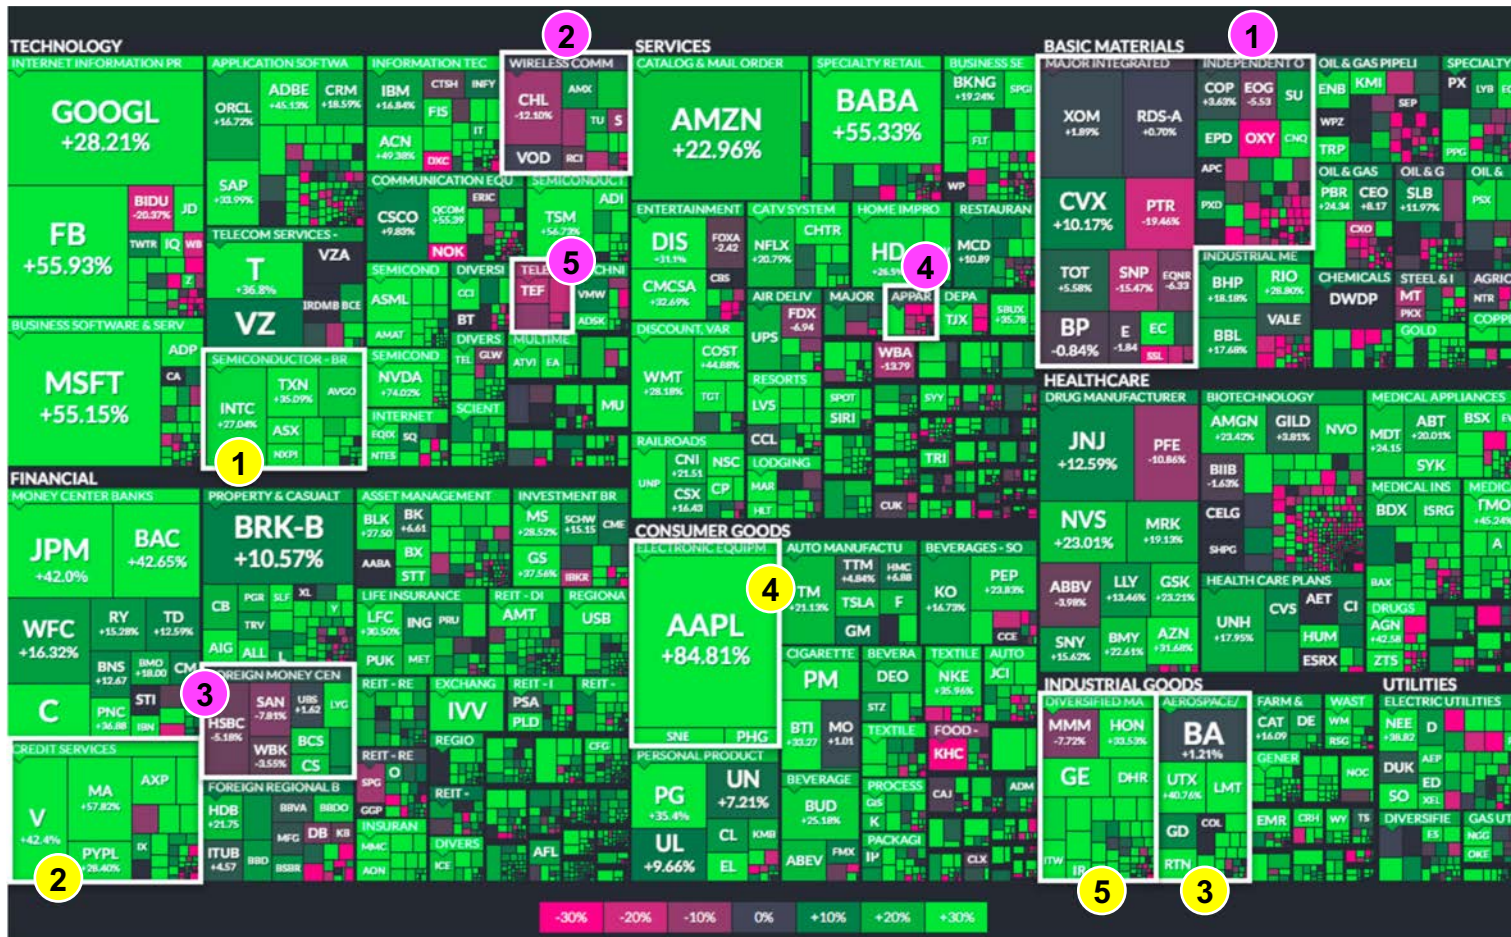 TECHNOLOGY
INTERNET INFORMATION PR
GOOGL
+28.21%
FB
+55.93%
BIDU
-20.37%
JD
TWTR
IQ
WB
Z
BUSINESS SOFTWARE & SERV
MSFT
+55.15%
ADP
CA
APPLICATION SOFTWA
ORCL
+16.72%
ADBE
+45.13%
CRM
+18.59%
SAP
+33.99%
TELECOM SERVICES -
T
+36.8%
VZA
VZ
IRDMB
BCE
SEMICONDUCTOR - BR
INTC
+27.04%
TXN
+35.09%
AVGO
ASX
NXPI
1
INFORMATION TEC
IBM
+16.84%
CTSH
INFY
FIS
ACN
+49.38%
IT
DXC
COMMUNICATION EQU
CSCO
+9.83%
QCOM
+55.39
ERIC
NOK
SEMICOND
ASML
AMAT
DIVERSI
CCI
BT
SEMICOND
NVDA
+74.02%
DIVERS
TEL
GLW
INTERNET
EQIX
SQ
NTES
SCIENT
2
WIRELESS COMM
CHL
-12.10%
AMX
TU
S
VOD
RCI
SEMICONDUCT
TSM
+56.73%
ADI
5
TELE
TEF
TECHNI
VMW
ADSK
MULTIME
ATVI
EA
MU
SERVICES
CATALOG & MAIL ORDER
AMZN
+22.96%
SPECIALTY RETAIL
BABA
+55.33%
BUSINESS SE
BKNG
+19.24%
SPGI
FLT
WP
ENTERTAINMENT
DIS
+31.1%
FOXA
-2.42
CBS
CMCSA
+32.69%
CATV SYSTEM
NFLX
+20.79%
CHTR
HOME IMPRO
HD
+26.5%
4
RESTAURAN
MCD
+10.89
SBUX
+35.78
DISCOUNT, VAR
WMT
+28.18%
COST
+44.88%
TGT
AIR DELIV
UPS
FDX
-6.94
MAJOR
APPAR
DEPA
TJX
WBA
-13.79
RESORTS
LVS
CCL
SPOT
SIRI
SYY
RAILROADS
UNP
CNI
+21.51
NSC
CSX
+16.43
CP
LODGING
MAR
HLT
TRI
CUK
BASIC MATERIALS
1
MAJOR INTEGRATED
XOM
+1.89%
RDS-A
+0.70%
CVX
+10.17%
PTR
-19.46%
TOT
+5.58%
SNP
-15.47%
EQNR
-6.33
BP
-0.84%
E
-1.84
EC
SSL
INDEPENDENT O
COP
+3.63%
EOG
-5.53
SU
EPD
OXY
CNQ
APC
PXD
INDUSTRIAL ME
BHP
+18.18%
RIO
+28.80%
BBL
+17.68%
VALE
OIL & GAS PIPELI
ENB
KMI
SEP
WPZ
TRP
SPECIALTY
PX
LYB
PPG
OIL & GAS
PBR
+24.34
CEO
+8.17
CXO
OIL & G
SLB
+11.97%
OIL &
PSX
CHEMICALS
DWDP
STEEL & I
MT
PKX
AGRIC
NTR
GOLD
COPPI
HEALTHCARE
DRUG MANUFACTURER
JNJ
+12.59%
PFE
-10.86%
NVS
+23.01%
MRK
+19.13%
ABBV
-3.98%
LLY
+13.46%
GSK
+23.21%
SNY
+15.62%
BMY
+22.61%
AZN
+31.68%
BIOTECHNOLOGY
AMGN
+23.42%
GILD
+3.81%
NVO
BIIB
-1.63%
CELG
SHPG
MEDICAL APPLIANCES
MDT
+24.15
ABT
+20.01%
BSX
SYK
MEDICAL INS
BDX
ISRG
BAX
MEDICA
TMO
+45.24%
A
HEALTH CARE PLANS
UNH
+17.95%
CVS
AET
CI
HUM
ESRX
DRUGS
AGN
+42.58
ZTS
FINANCIAL
MONEY CENTER BANKS
JPM
+42.0%
BAC
+42.65%
WFC
+16.32%
RY
+15.28%
TD
+12.59%
BNS
+12.67
BMO
+18.00
CM
C
PNC
+36.88
STI
IBN
CREDIT SERVICES
V
+42.4%
MA
+57.82%
AXP
PYPL
+28.40%
IX
2
PROPERTY & CASUALT
BRK-B
+10.57%
CB
PGR
SLF
XL
TRV
Y
AIG
ALL
L
3
FOREIGN MONEY CEN
HSBC
-5.18%
SAN
-7.81%
UBS
+1.62
LYG
WBK
-3.55%
BCS
CS
FOREIGN REGIONAL B
HDB
+21.75
BBVA
BBDO
MFG
DB
KB
ITUB
+4.57
BBD
BSBR
ASSET MANAGEMENT
BLK
+27.50
BK
+6.61
BX
AABA
STT
INVESTMENT BR
MS
+28.52%
SCHW
+15.15
CME
GS
+37.56%
IBKR
LIFE INSURANCE
LFC
+30.50%
ING
PRU
PUK
MET
REIT - DI
AMT
REGIONA
USB
REIT - RE
EXCHANG
IVV
REIT - I
PSA
PLD
REIT -
REIT - RE
SPG
O
GGP
REGIO
REIT -
CFG
INSURAN
MMC
AON
DIVERS
ICE
AFL
CONSUMER GOODS
ELECTRONIC EQUIPM
AAPL
+84.81%
SNE
PHG
4
AUTO MANUFACTU
TM
+21.13%
TTM
+4.84%
HMC
+6.88
TSLA
F
GM
BEVERAGES - SO
KO
+16.73%
PEP
+23.83%
CCE
CIGARETTE
PM
BTI
+33.27
MO
+1.01
BEVERA
DEO
STZ
TEXTILE
NKE
+35.96%
AUTO
JCI
TEXTILE
FOOD -
KHC
PERSONAL PRODUCT
PG
+35.4%
UN
+7.21%
UL
+9.66%
CL
KMB
EL
BEVERAGE
BUD
+25.18%
ABEV
FMX
PROCESS
GIS
K
CAJ
ADM
PACKAGI
IP
CLX
INDUSTRIAL GOODS
DIVERSIFIED MA
MMM
-7.72%
HON
+33.53%
GE
DHR
ITW
IR
5
AEROSPACE/
BA
+1.21%
UTX
+40.76%
LMT
GD
COL
RTN
3
FARM &
CAT
+16.09
DE
WAST
WM
RSG
GENER
NOC
EMR
CRH
WY
TS
UTILITIES
ELECTRIC UTILITIES
NEE
+38.82
D
DUK
AEP
ED
SO
XEL
DIVERSIFIE
ES
GAS UT
NGG
OKE
-30%
-20%
-10%
0%
+10%
+20%
+30%